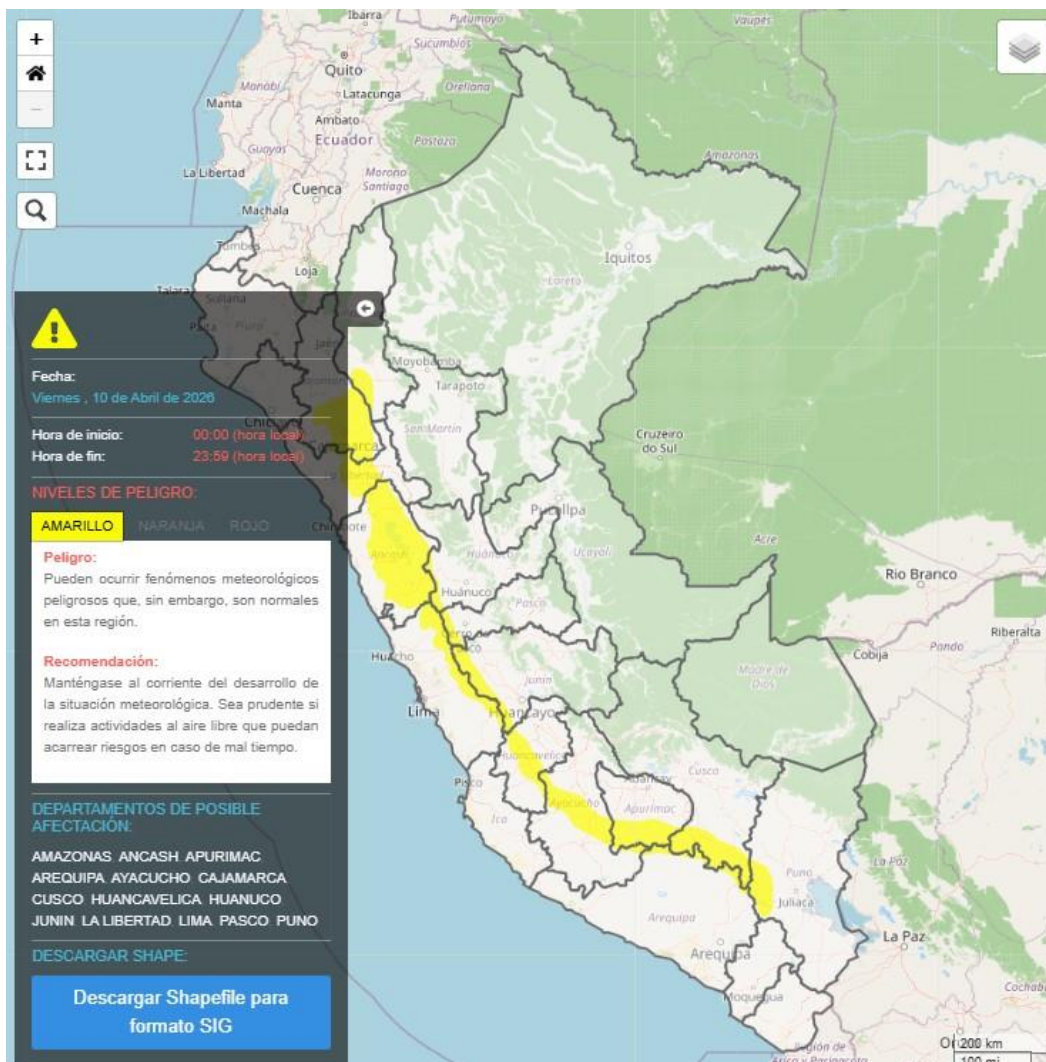 +
−
Fecha:
Viernes , 10 de Abril de 2026
Hora de inicio: 00:00 (hora local)
Hora de fin: 23:59 (hora local)
NIVELES DE PELIGRO:
AMARILLO NARANJA ROJO
Peligro:
Pueden ocurrir fenómenos meteorológicos
peligrosos que, sin embargo, son normales
en esta región.
Recomendación:
Manténgase al corriente del desarrollo de
la situación meteorológica. Sea prudente si
realiza actividades al aire libre que puedan
acarrear riesgos en caso de mal tiempo.
DEPARTAMENTOS DE POSIBLE
AFECTACIÓN:
AMAZONAS ANCASH APURIMAC
AREQUIPA AYACUCHO CAJAMARCA
CUSCO HUANCAVELICA HUANUCO
JUNIN LA LIBERTAD LIMA PASCO PUNO
DESCARGAR SHAPE:
Descargar Shapefile para
formato SIG
Ibarra
Putumayo
Vaupés
Sucumbíos
Quito
Orellana
Manabí
Latacunga
Manta
Ambato
Ecuador
Pastaza
Guayas
Morona
Santiago
Amazonas
La Libertad
Cuenca
Machala
Tumbes
Loja
Iquitos
Loreto
Talara
Sullana
Paita
Piura
Jaén
Moyobamba
Tarapoto
San Martín
Cruzeiro
do Sul
Cajamarca
La Libertad
Chimbote
Ancash
Pucallpa
Huánuco
Ucayali
Acre
Huánuco
Pasco
Rio Branco
Riberalta
Cobija
Pando
Huacho
Junín
Madre de
Dios
Lima
Huancayo
Huancavelica
Pisco
Ica
Ayacucho
Abancay
Apurímac
Cusco
Puno
Juliaca
La Paz
La Paz
Arequipa
Arequipa
Moquegua
Cochab
200 km
100 mi